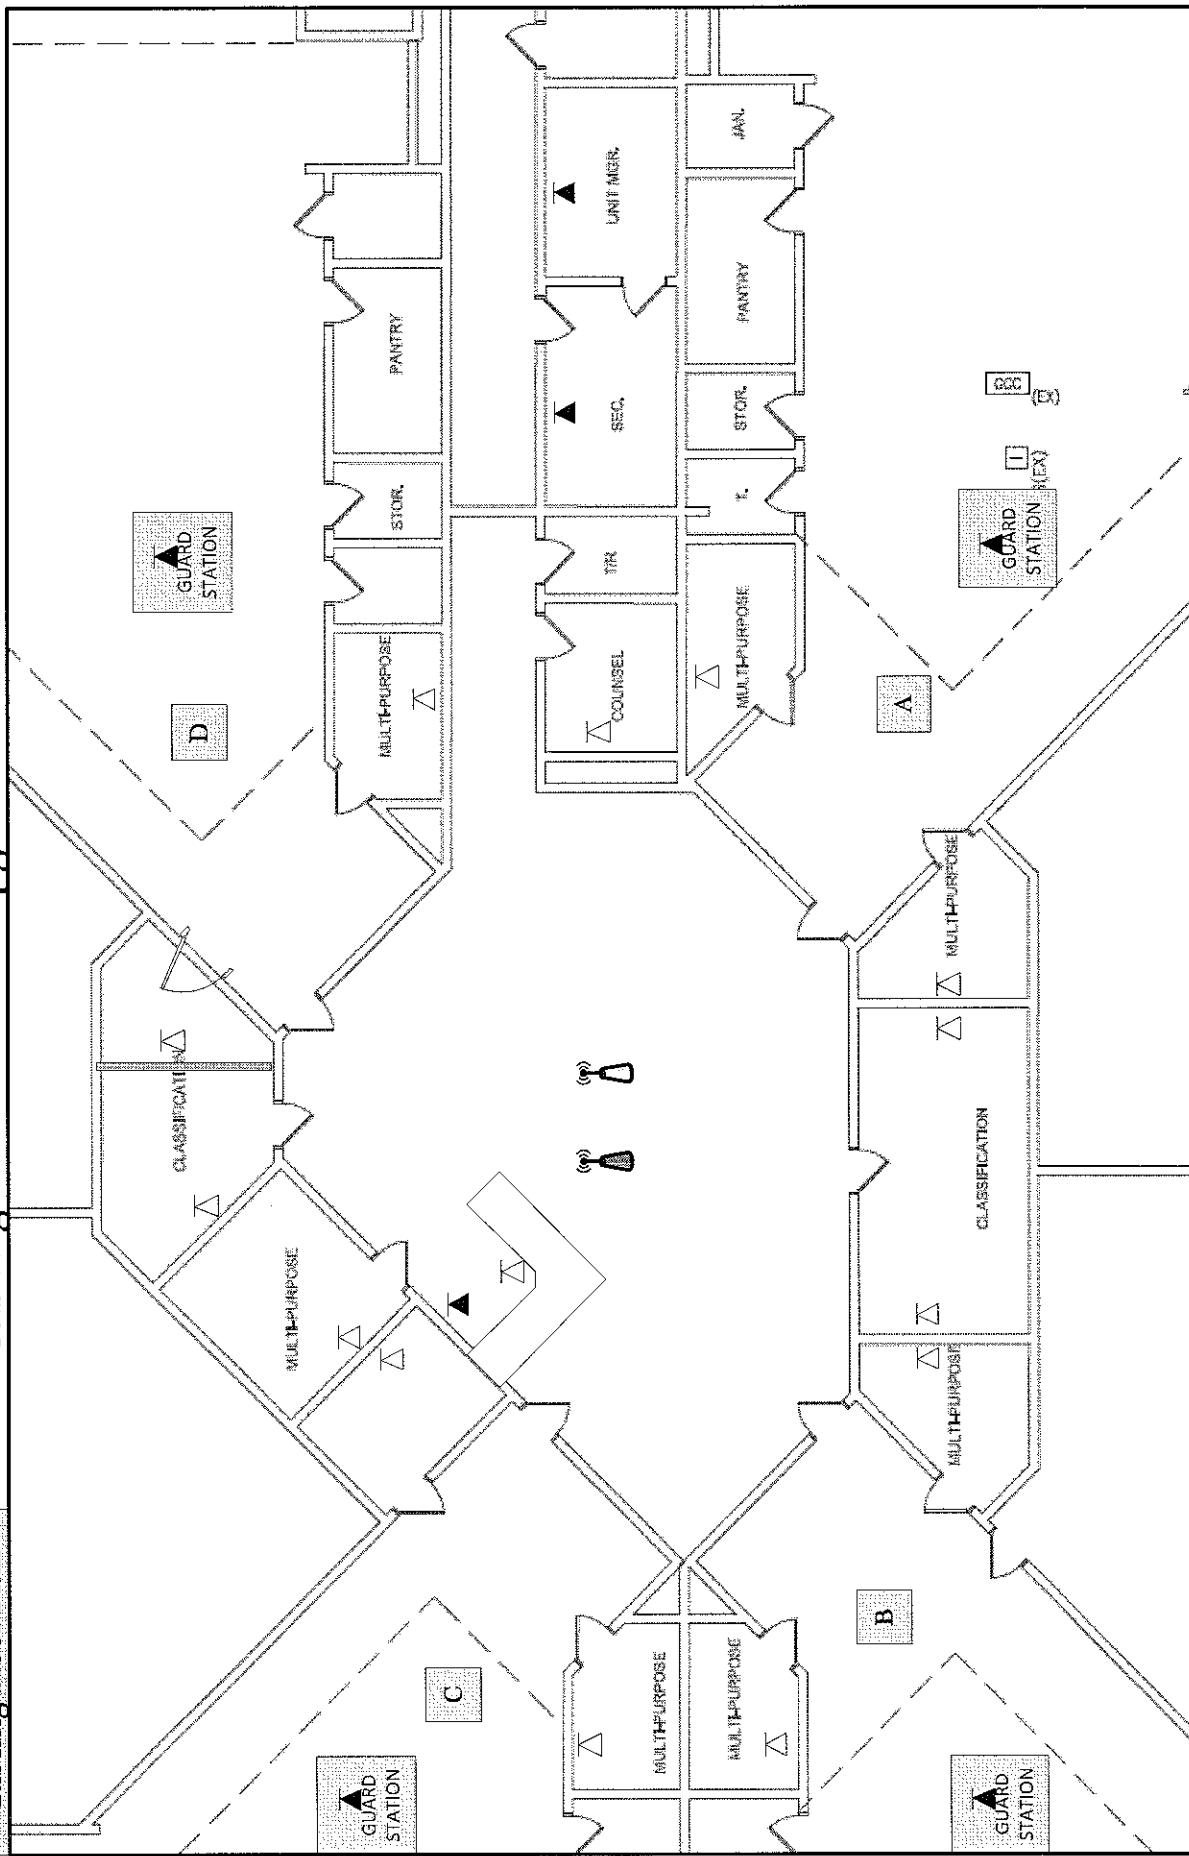 JAN.
UNIT MGR.
PANTRY
PANTRY
SEC.
STOR.
GCC
(EX)
T.
I
(EX)
STOR.
GUARD
STATION
GUARD
STATION
T/R
MULTI-PURPOSE
COUNSEL
MULTI-PURPOSE
D
A
MULTI-PURPOSE
CLASSIFICATION
CLASSIFICATION
MULTI-PURPOSE
MULTI-PURPOSE
B
C
MULTI-PURPOSE
MULTI-PURPOSE
GUARD
STATION
GUARD
STATION